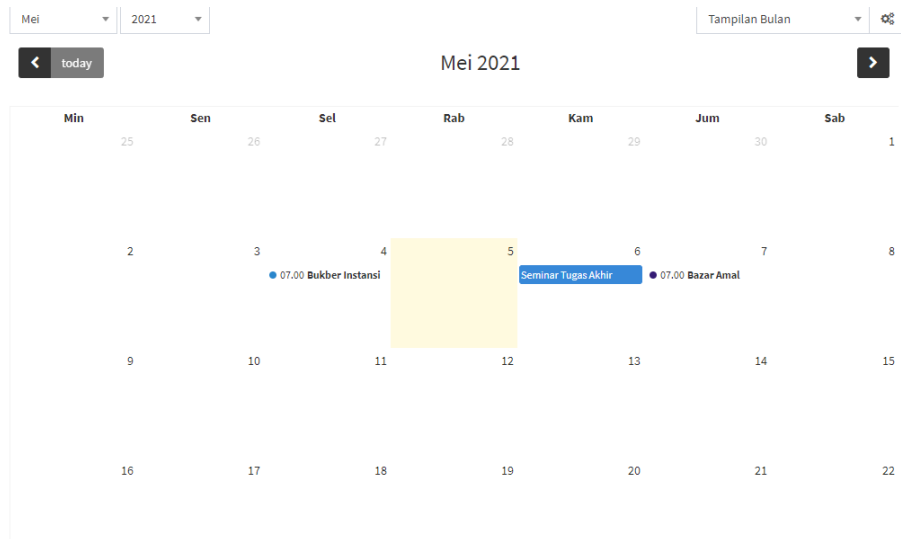 Mei 2021 Tampilan Bulan
today Mei 2021
Min Sen Sel Rab Kam Jum Sab
25 26 27 28 29 30 1
2 3 4 5 6 7 8
07.00 Bukber Instansi Seminar Tugas Akhir 07.00 Bazar Amal
9 10 11 12 13 14 15
16 17 18 19 20 21 22